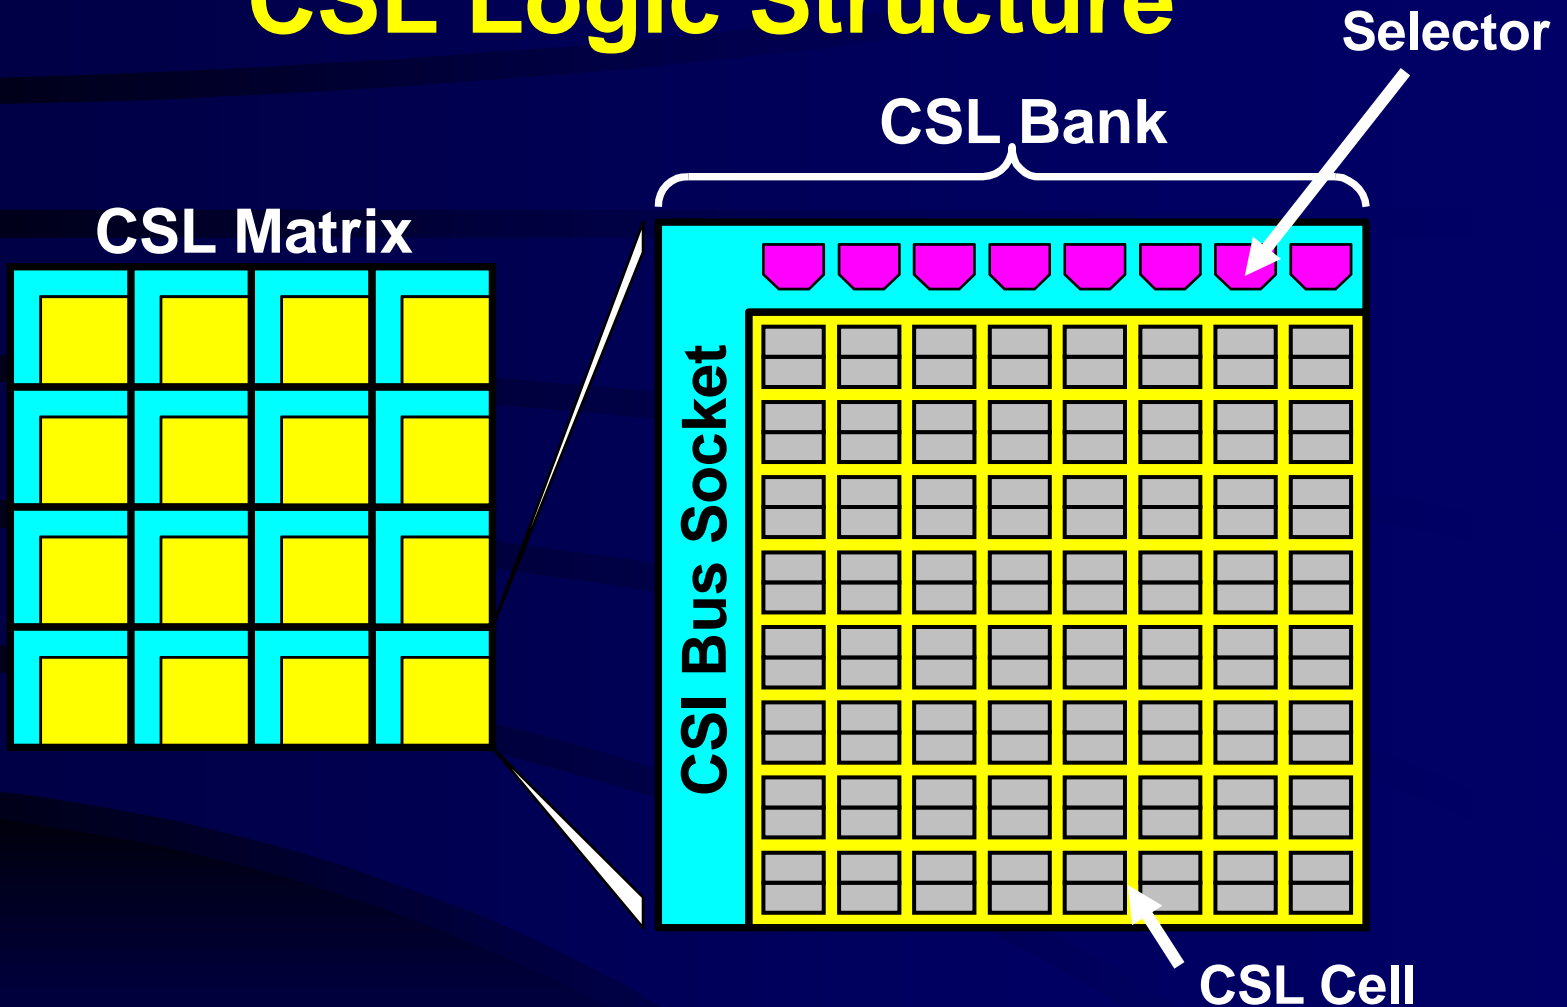 CSL Logic Structure
Selector
CSL Bank
CSL Matrix
CSI Bus Socket
CSL Cell